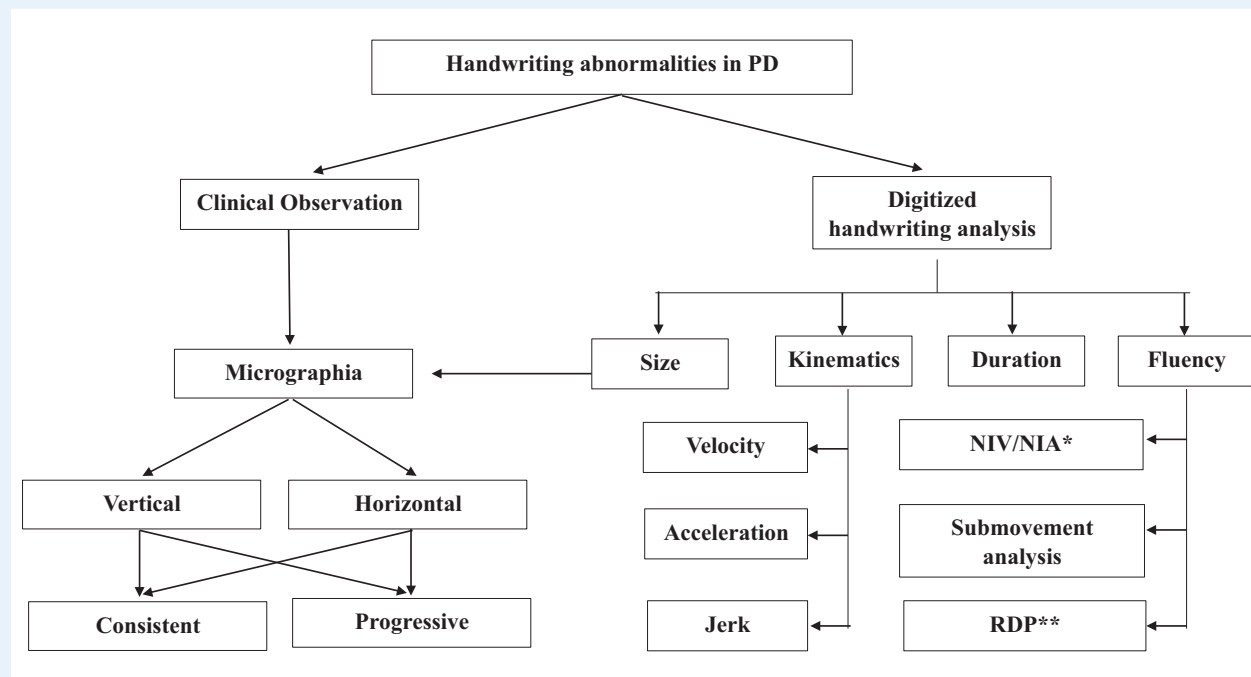 Handwriting abnormalities in PD
Clinical Observation
Digitized
handwriting analysis
Micrographia
Size
Kinematics
Duration
Fluency
Velocity
NIV/NIA*
Vertical
Horizontal
Acceleration
Submovement
analysis
Consistent
Progressive
Jerk
RDP**